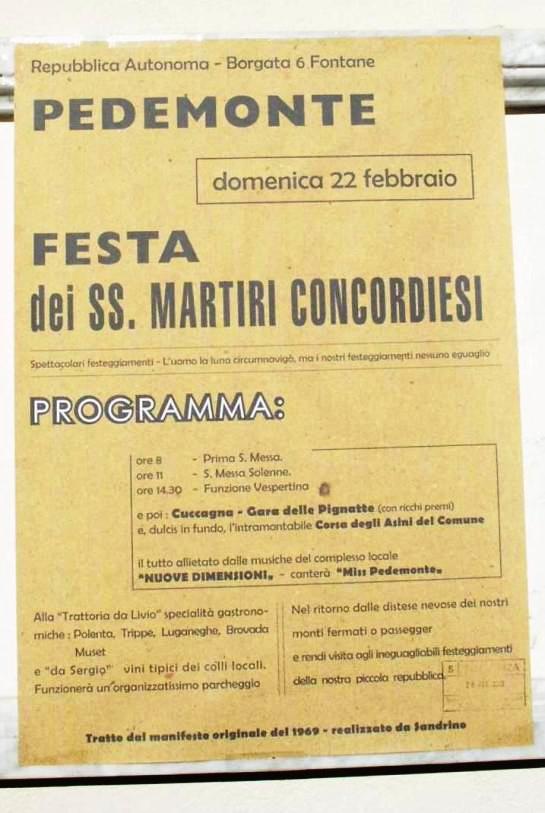 Repubblica Autonoma - Borgata 6 Fontane
PEDEMONTE
domenica 22 febbraio
FESTA
dei SS. MARTIRI CONCORDIESI
Spettacolari festeggiamenti - L'uomo la luna circumnavigò, ma i nostri festeggiamenti nessuno eguaglio
PROGRAMMA:
ore 8 - Prima S. Messa.
ore 11 - S. Messa Solenne.
ore 14.30 - Funzione Vespertina
e poi : Cuccagna - Gara delle Pignatte (con ricchi premi)
e, dulcis in fundo, l'intramontabile Corsa degli Asini del Comune
il tutto allietato dalle musiche del complesso locale
"NUOVE DIMENSIONI„ - canterà "Miss Pedemonte„
Alla "Trattoria da Livio" specialità gastrono-
miche : Polenta, Trippe, Luganeghe, Brovada
Muset
e "da Sergio" vini tipici dei colli locali.
Funzionerà un'organizzatissimo parcheggio
Nel ritorno dalle distese nevose dei nostri
monti fermati o passegger
e rendi visita agli ineguagliabili festeggiamenti
della nostra piccola repubblica.
Tratto dal manifesto originale del 1969 - realizzato da Sandrino